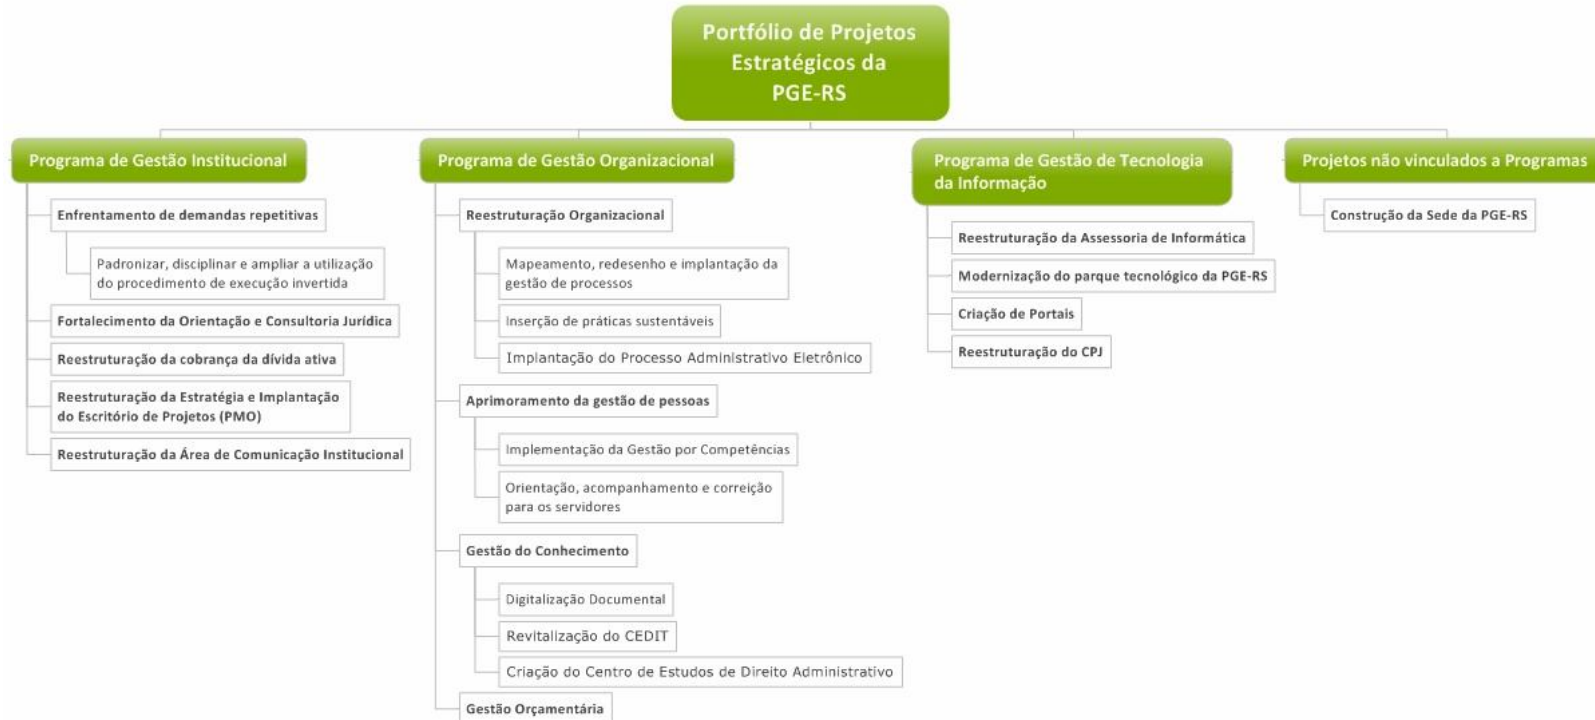 Portfólio de Projetos
Estratégicos da
PGE-RS
Programa de Gestão Institucional
Enfrentamento de demandas repetitivas
Padronizar, disciplinar e ampliar a utilização
do procedimento de execução invertida
Fortalecimento da Orientação e Consultoria Jurídica
Reestruturação da cobrança da dívida ativa
Reestruturação da Estratégia e Implantação
do Escritório de Projetos (PMO)
Reestruturação da Área de Comunicação Institucional
Programa de Gestão Organizacional
Reestruturação Organizacional
Mapeamento, redesenho e implantação da
gestão de processos
Inserção de práticas sustentáveis
Implantação do Processo Administrativo Eletrônico
Aprimoramento da gestão de pessoas
Implementação da Gestão por Competências
Orientação, acompanhamento e correição
para os servidores
Gestão do Conhecimento
Digitalização Documental
Revitalização do CEDIT
Criação do Centro de Estudos de Direito Administrativo
Gestão Orçamentária
Programa de Gestão de Tecnologia
da Informação
Reestruturação da Assessoria de Informática
Modernização do parque tecnológico da PGE-RS
Criação de Portais
Reestruturação do CPJ
Projetos não vinculados a Programas
Construção da Sede da PGE-RS